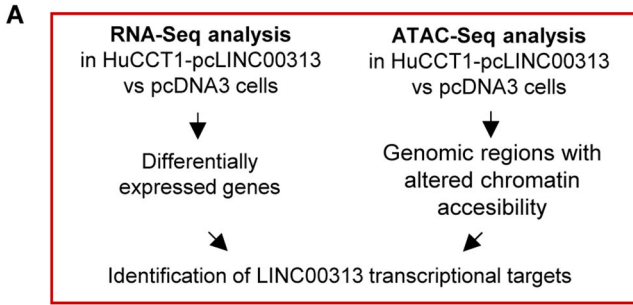 A
RNA-Seq analysis
in HuCCT1-pcLINC00313
vs pcDNA3 cells
Differentially
expressed genes
ATAC-Seq analysis
in HuCCT1-pcLINC00313
vs pcDNA3 cells
Genomic regions with
altered chromatin
accesibility
Identification of LINC00313 transcriptional targets